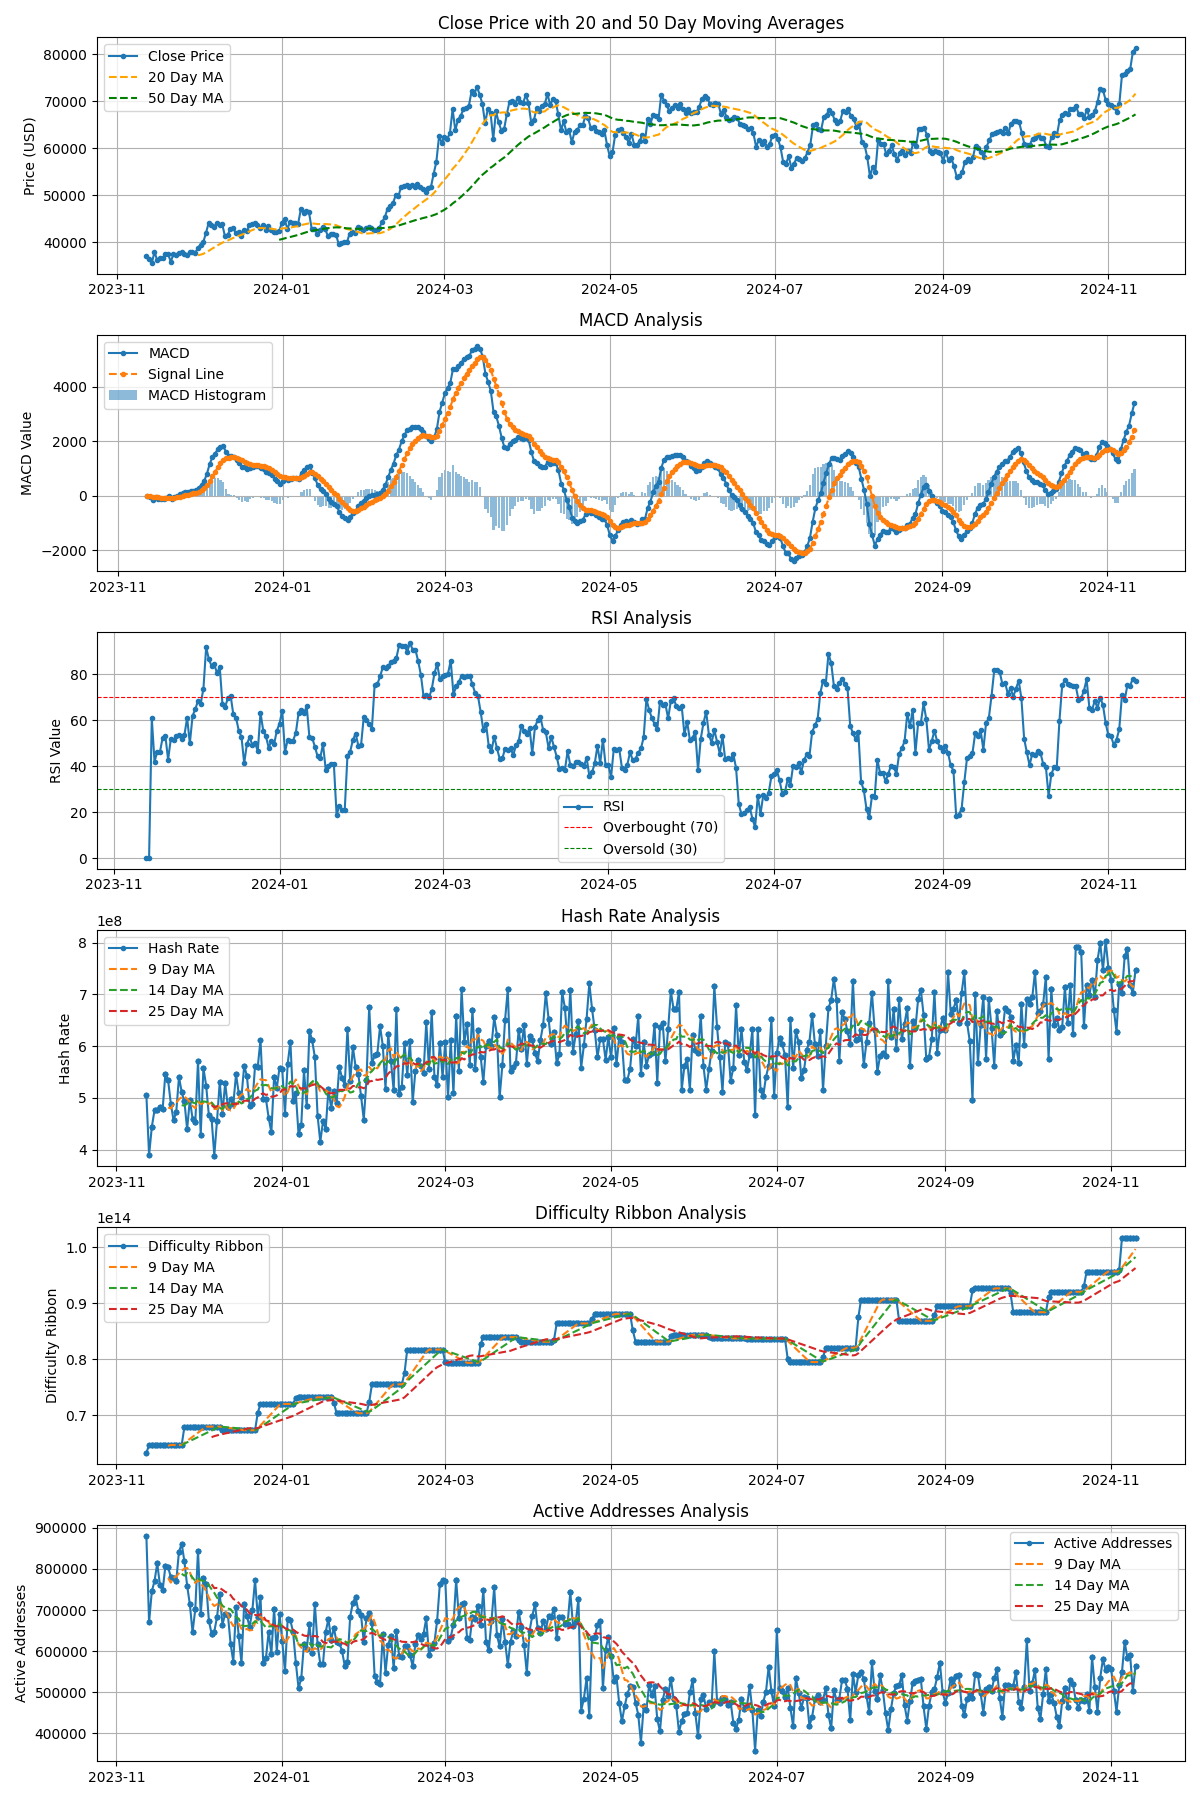 Close Price with 20 and 50 Day Moving Averages
Price (USD)
80000
70000
60000
50000
40000
Close Price
20 Day MA
50 Day MA
2023-11
2024-01
2024-03
2024-05
2024-07
2024-09
2024-11
MACD Analysis
MACD Value
4000
2000
0
−2000
MACD
Signal Line
MACD Histogram
2023-11
2024-01
2024-03
2024-05
2024-07
2024-09
2024-11
RSI Analysis
RSI Value
80
60
40
20
0
RSI
Overbought (70)
Oversold (30)
2023-11
2024-01
2024-03
2024-05
2024-07
2024-09
2024-11
1e8
Hash Rate Analysis
Hash Rate
8
7
6
5
4
Hash Rate
9 Day MA
14 Day MA
25 Day MA
2023-11
2024-01
2024-03
2024-05
2024-07
2024-09
2024-11
1e14
Difficulty Ribbon Analysis
Difficulty Ribbon
1.0
0.9
0.8
0.7
Difficulty Ribbon
9 Day MA
14 Day MA
25 Day MA
2023-11
2024-01
2024-03
2024-05
2024-07
2024-09
2024-11
Active Addresses Analysis
Active Addresses
900000
800000
700000
600000
500000
400000
Active Addresses
9 Day MA
14 Day MA
25 Day MA
2023-11
2024-01
2024-03
2024-05
2024-07
2024-09
2024-11